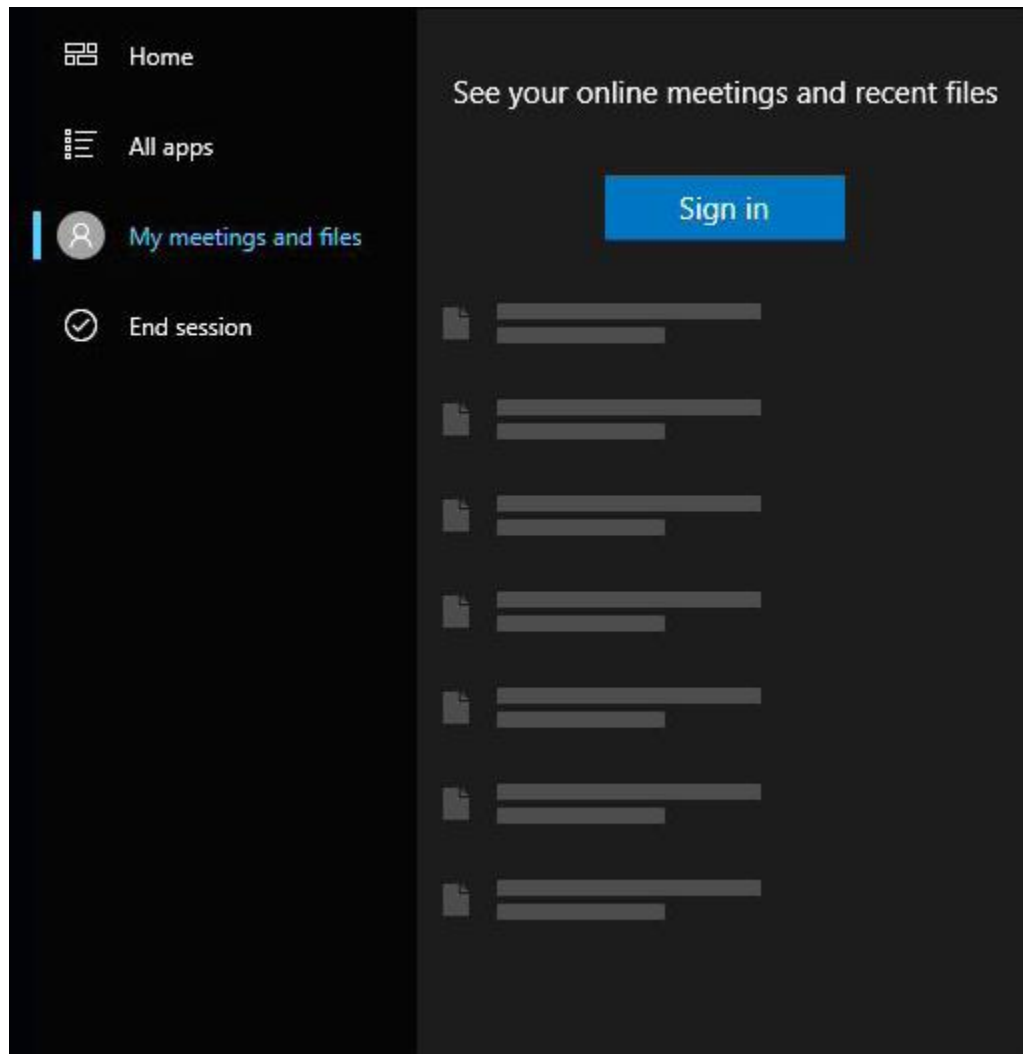 Home
All apps
My meetings and files
End session
See your online meetings and recent files
Sign in